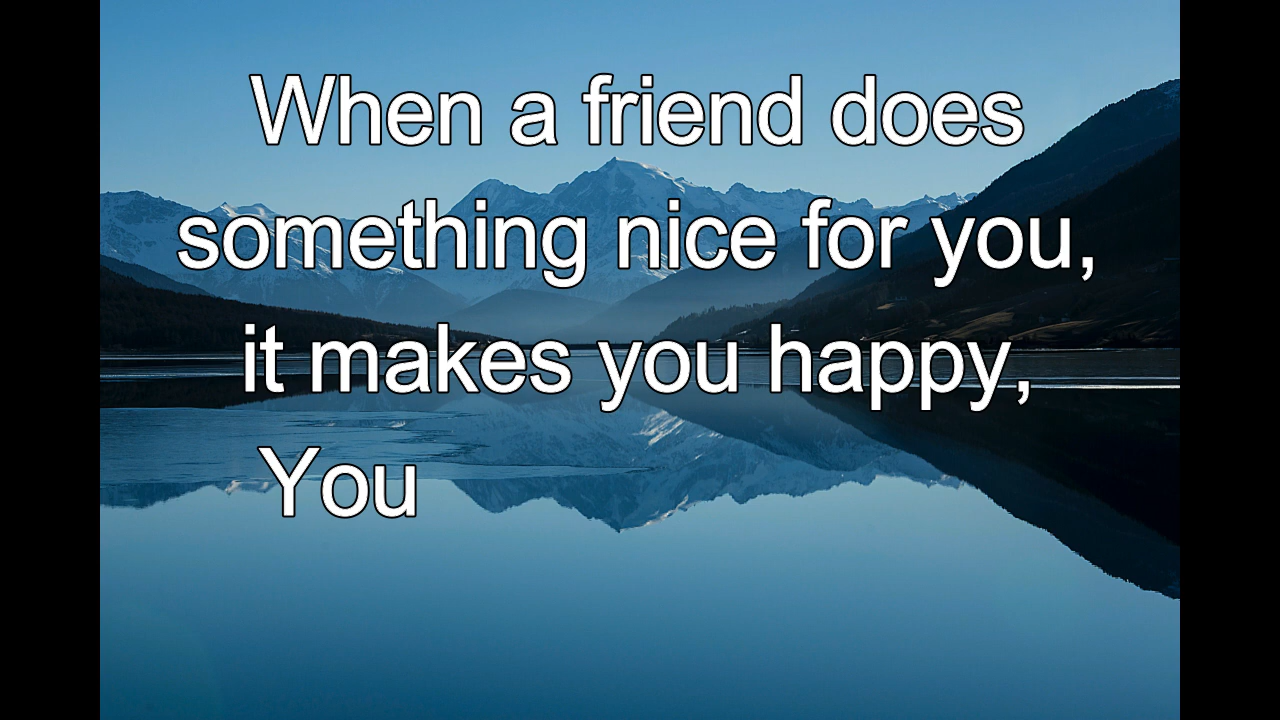 When a friend does
something nice for you,
it makes you happy,
You